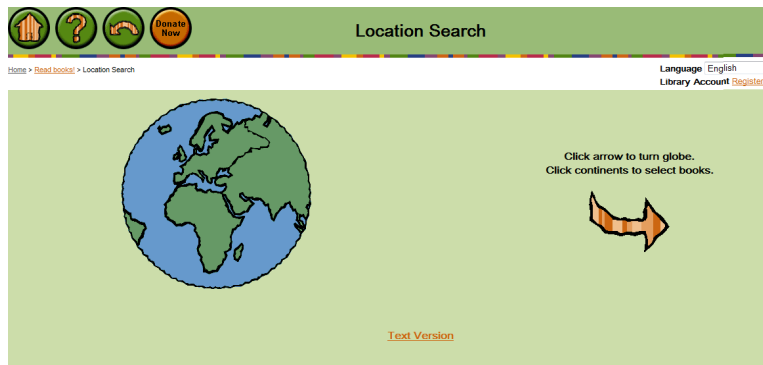 Donate
Now
Location Search
Home > Read books! > Location Search
Language English
Library Account Register
Click arrow to turn globe.
Click continents to select books.
Text Version